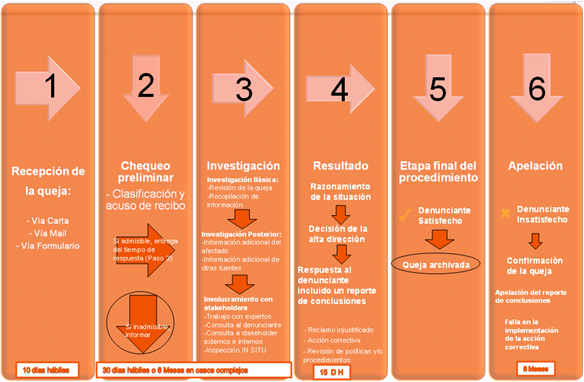 1
Recepción de
la queja:
- Vía Carta
- Vía Mail
- Vía Formulario
10 días hábiles
2
Chequeo
preliminar
- Clasificación y
acuso de recibo
Si admisible, entrega
del tiempo de
respuesta (Paso 3)
Si inadmisible,
informar
30 días hábiles o 6 Meses en casos complejos
3
Investigación
Investigación Básica:
-Revisión de la queja
-Recopilación de
información
Investigación Posterior:
-Información adicional del
afectado
-Información adicional de
otras fuentes
Involucramiento con
stakeholders
-Trabajo con expertos
-Consulta al denunciante
-Consulta a stakeholder
externos e internos
-Inspección IN SITU
4
Resultado
Razonamiento de
la situación
Decisión de la
alta dirección
Respuesta al
denunciante
incluido un reporte
de conclusiones
- Reclamo injustificado
- Acción correctiva
- Revisión de políticas y/o
procedimientos
15 D H
5
Etapa final del
procedimiento
Denunciante
Satisfecho
Queja archivada
6
Apelación
Denunciante
Insatisfecho
Confirmación de
la queja
Apelación del reporte
de conclusiones
Falla en la
implementación
de la acción
correctiva
6 Meses